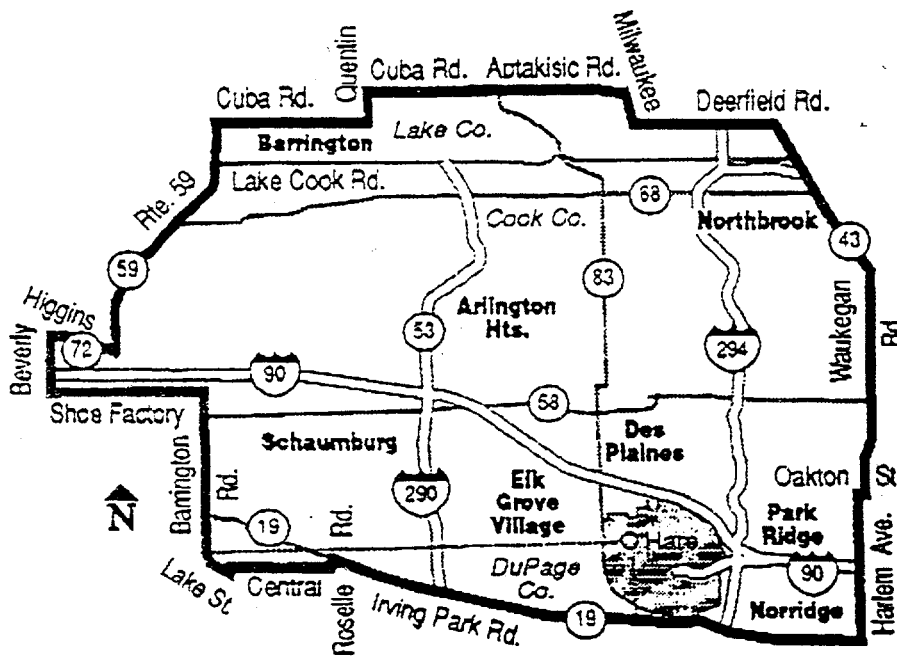 Quentin
Cuba Rd.
Aptakisic Rd.
Milwaukee
Cuba Rd.
Deerfield Rd.
Lake Co.
Barrington
Lake Cook Rd.
Rte. 59
68
Cook Co.
Northbrook
43
59
83
Higgins
Arlington
Hts.
53
Waukegan
Rd.
Beverly
72
90
294
Shoe Factory
58
Schaumburg
Des
Plaines
Barrington
Rd.
290
Elk
Grove
Village
Oakton
St
N
19
Rd.
O'Hare
Park
Ridge
Harlem Ave.
Lake St
Central
Roselle
DuPage
Co.
90
Irving Park Rd.
19
Norridge